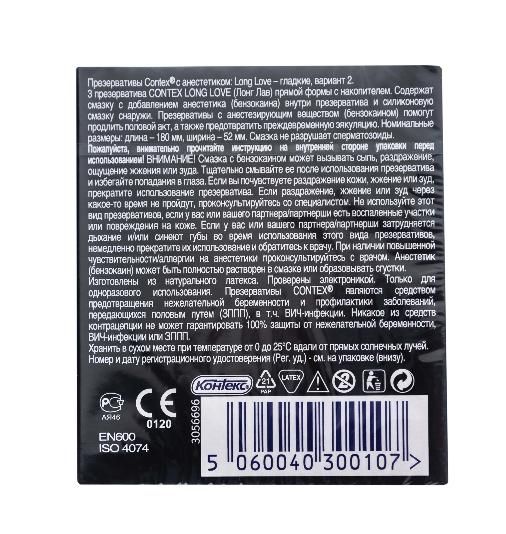 Презервативы Contex® с анестетиком: Long Love – гладкие, вариант 2.
3 презерватива CONTEX LONG LOVE (Лонг Лав) прямой формы с накопителем. Содержат
смазку с добавлением анестетика (бензокаина) внутри презерватива и силиконовую
смазку снаружи. Презервативы с анестезирующим веществом (бензокаином) помогут
продлить половой акт, а также предотвратить преждевременную эякуляцию. Номинальные
размеры: длина – 180 мм, ширина – 52 мм. Смазка не разрушает сперматозоиды.
Пожалуйста, внимательно прочитайте инструкцию на внутренней стороне упаковки перед
использованием! ВНИМАНИЕ! Смазка с бензокаином может вызывать сыпь, раздражение,
ощущение жжения или зуда. Тщательно смывайте ее после использования презерватива
и избегайте попадания в глаза. Если вы почувствуете раздражение кожи, жжение или зуд,
прекратите использование презерватива. Если раздражение, жжение или зуд через
какое-то время не пройдут, проконсультируйтесь со специалистом. Не используйте этот
вид презервативов, если у вас или вашего партнера/партнерши есть воспаленные участки
или повреждения на коже. Если у вас или вашего партнера/партнерши затрудняется
дыхание и/или синеют губы во время использования этого вида презервативов,
немедленно прекратите их использование и обратитесь к врачу. При наличии повышенной
чувствительности/аллергии на анестетики проконсультируйтесь с врачом. Анестетик
(бензокаин) может быть полностью растворен в смазке или образовывать сгустки.
Изготовлены из натурального латекса. Проверены электроникой. Только для
одноразового использования. Презервативы CONTEX® являются средством
предотвращения нежелательной беременности и профилактики заболеваний,
передающихся половым путем (ЗППП), в т.ч. ВИЧ-инфекции. Никакое из средств
контрацепции не может гарантировать 100% защиты от нежелательной беременности,
ВИЧ-инфекции или ЗППП.
Хранить в сухом месте при температуре от 0 до 25°С вдали от прямых солнечных лучей.
Номер и дату регистрационного удостоверения (Рег. уд.) - см. на упаковке (внизу).
КОНТЕКС® 21 PAP LATEX
АЯ46
CE 0120
EN600
ISO 4074
3056696
5 060040 300107 >